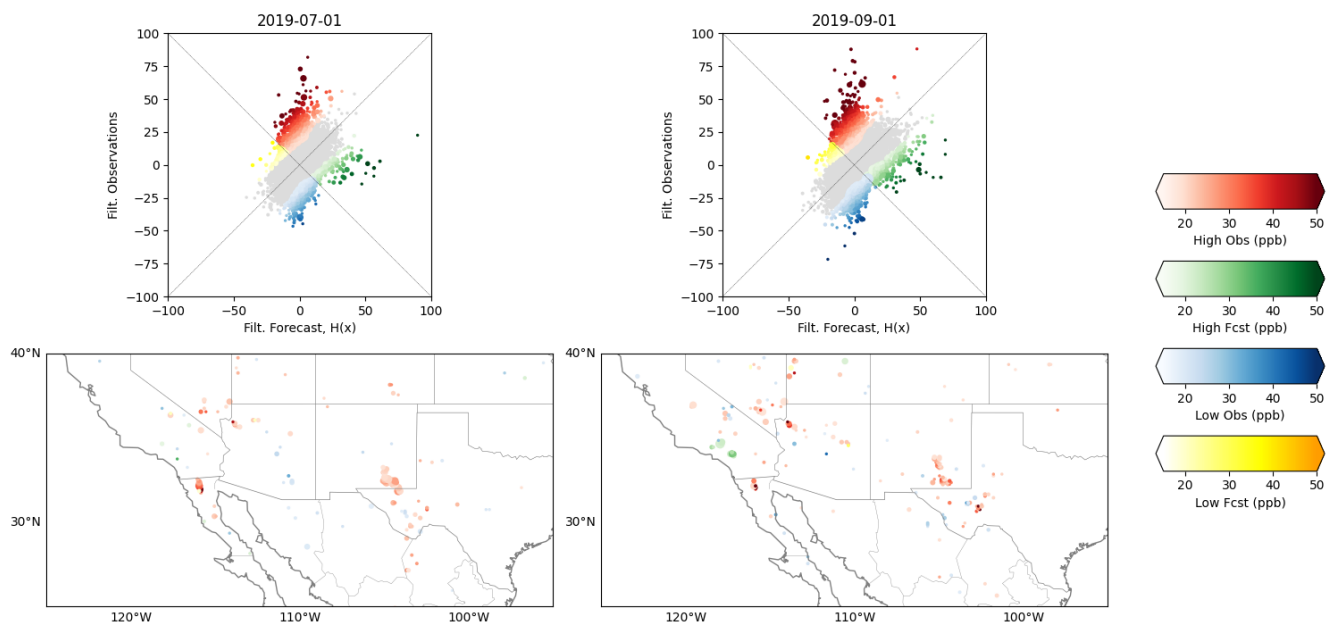 2019-07-01
100
75
50
25
0
−25
−50
−75
−100
Filt. Observations
−100
−50
0
50
100
Filt. Forecast, H(x)
2019-09-01
100
75
50
25
0
−25
−50
−75
−100
Filt. Observations
−100
−50
0
50
100
Filt. Forecast, H(x)
20 30 40 50
High Obs (ppb)
20 30 40 50
High Fcst (ppb)
20 30 40 50
Low Obs (ppb)
20 30 40 50
Low Fcst (ppb)
40°N
30°N
120°W 110°W 100°W
40°N
30°N
120°W 110°W 100°W